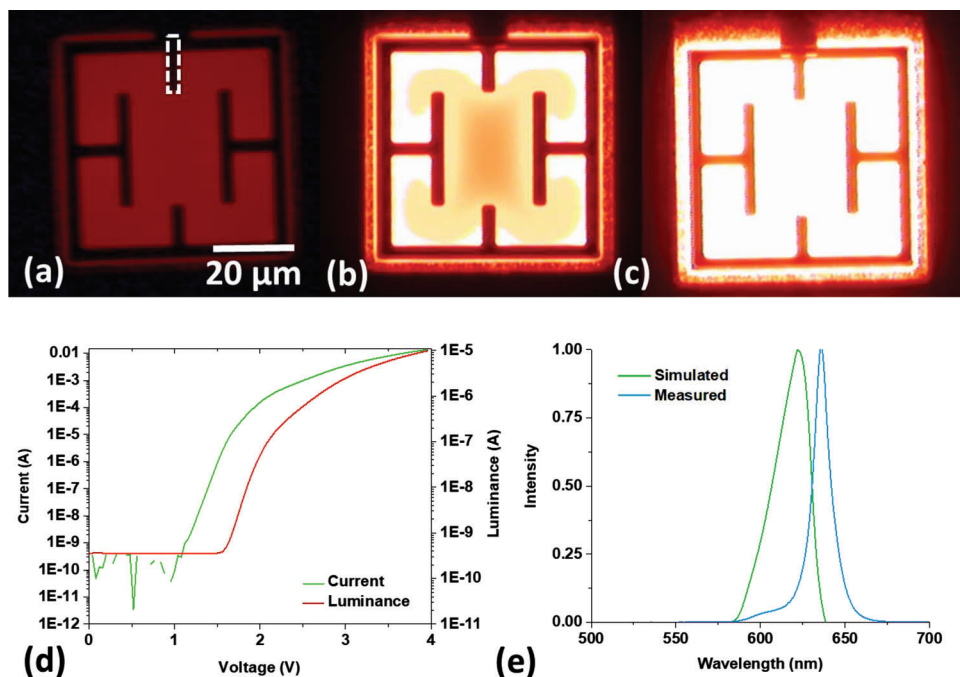 (a)
20 µm
(b)
(c)
0.01
1E-3
1E-4
1E-5
1E-6
1E-7
1E-8
1E-9
1E-10
1E-11
1E-12
Current (A)
1E-5
1E-6
1E-7
1E-8
1E-9
1E-10
1E-11
Luminance (A)
Current
Luminance
0 1 2 3 4
Voltage (V)
(d)
1.00
0.75
0.50
0.25
0.00
Intensity
Simulated
Measured
500 550 600 650 700
Wavelength (nm)
(e)